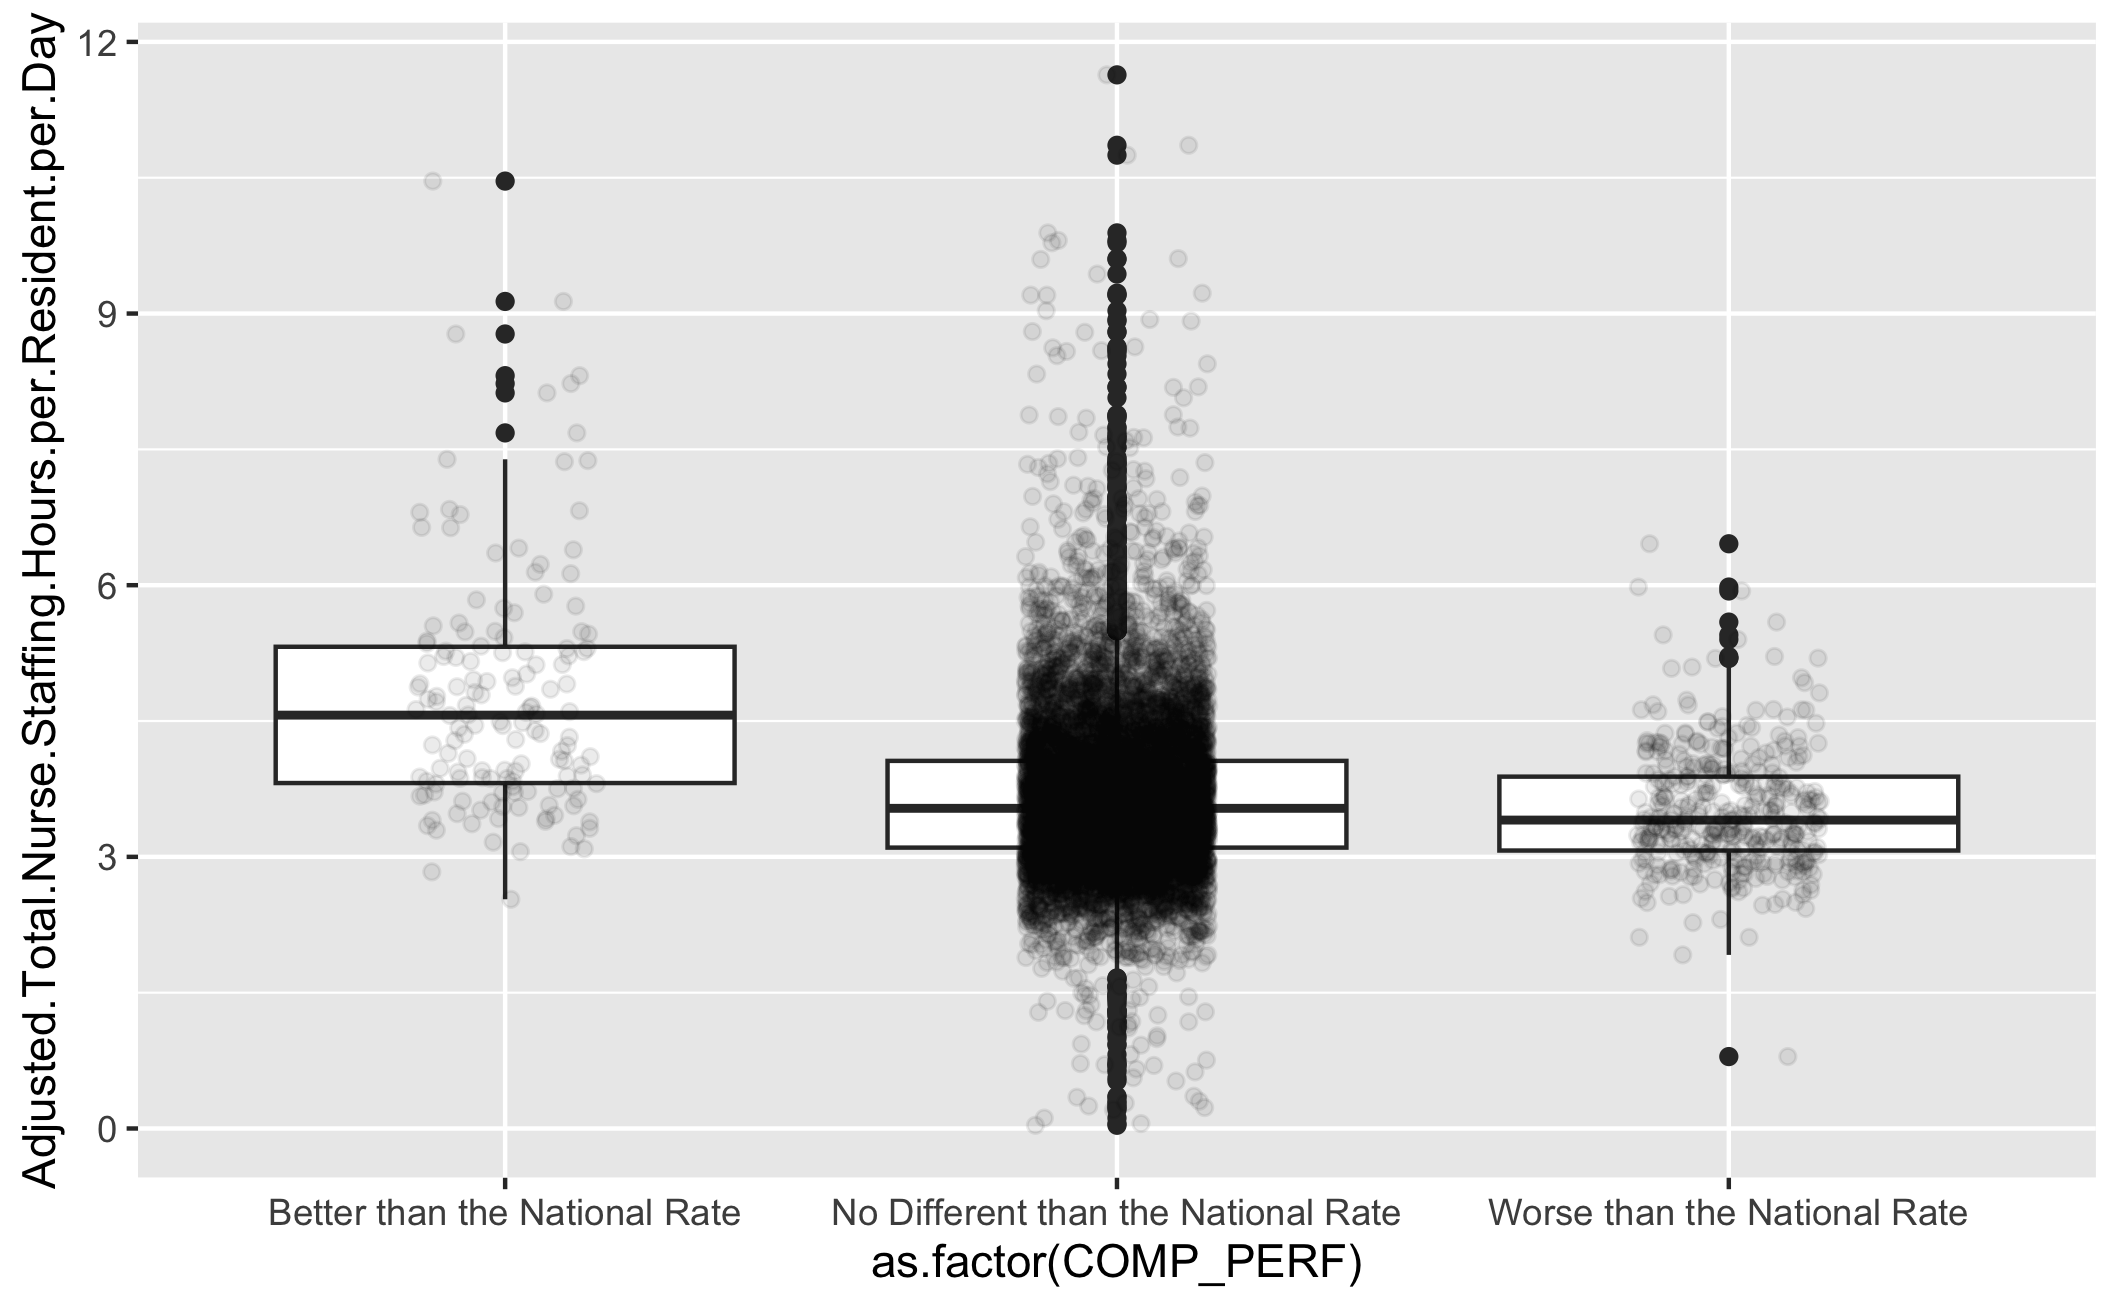 Adjusted.Total.Nurse.Staffing.Hours.per.Resident.per.Day
12
9
6
3
0
Better than the National Rate
No Different than the National Rate
Worse than the National Rate
as.factor(COMP_PERF)